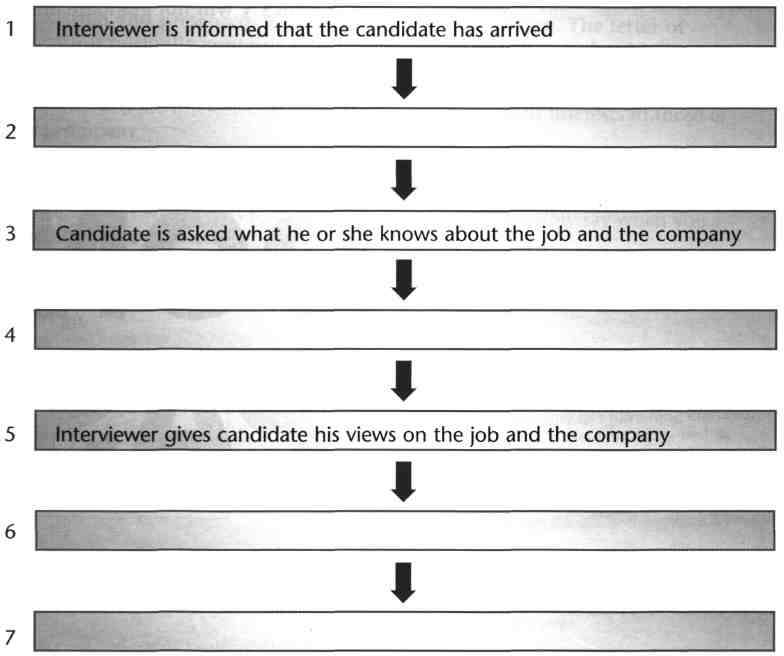 1 Interviewer is informed that the candidate has arrived
2
3 Candidate is asked what he or she knows about the job and the company
4
5 Interviewer gives candidate his views on the job and the company
6
7